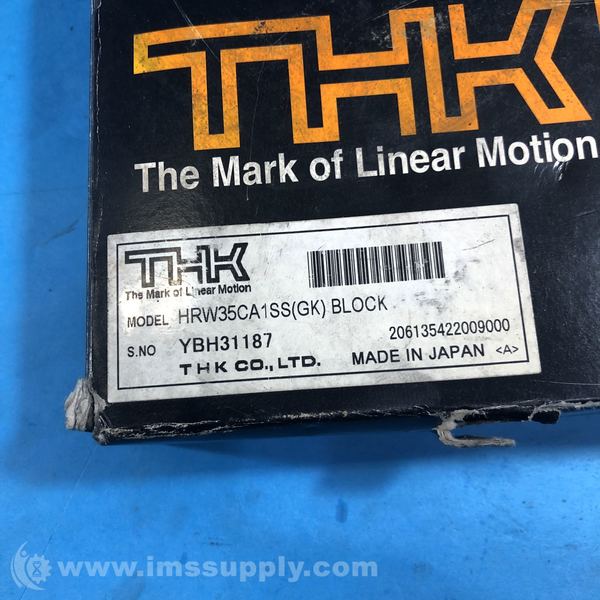 THK
The Mark of Linear Motion
THK
The Mark of Linear Motion
MODEL HRW35CA1SS(GK) BLOCK
206135422009000
S.NO YBH31187
THK CO., LTD. MADE IN JAPAN <A>
www.imssupply.com